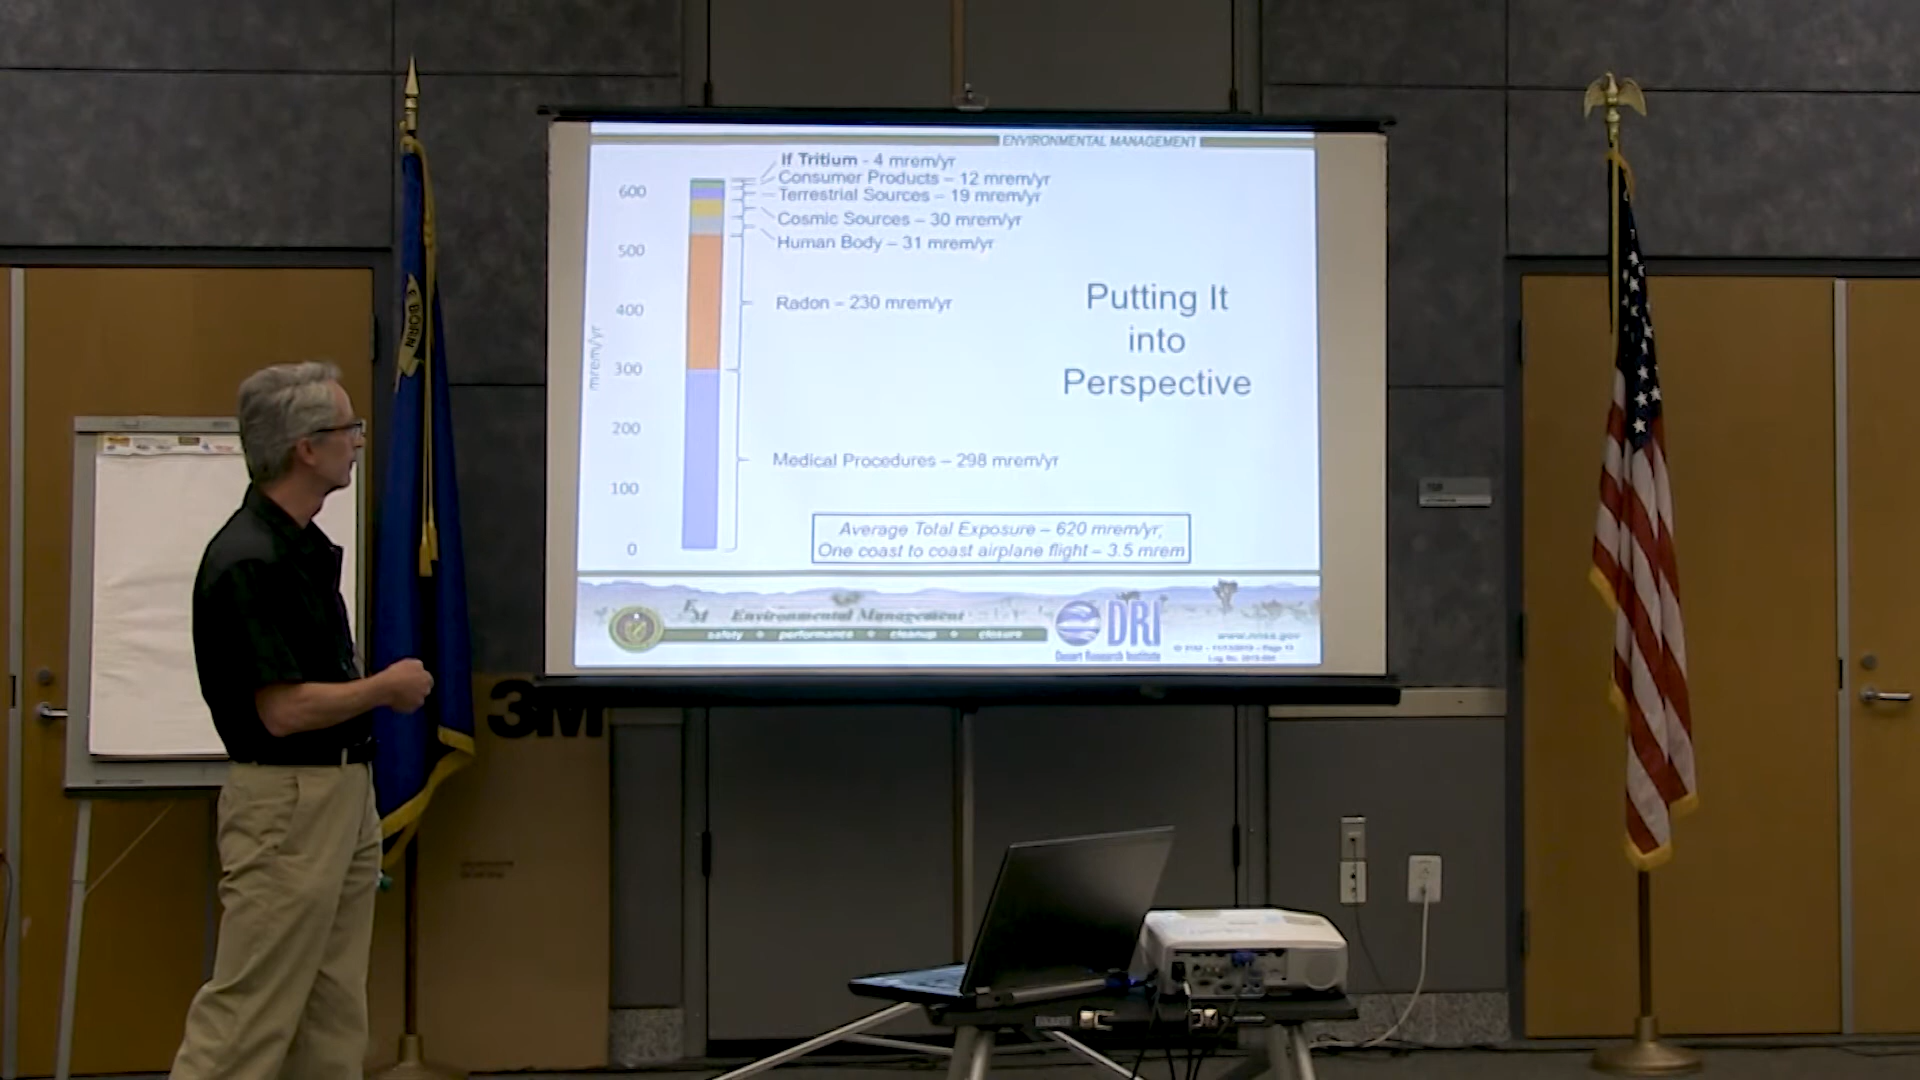 ENVIRONMENTAL MANAGEMENT
If Tritium - 4 mrem/yr
Consumer Products – 12 mrem/yr
Terrestrial Sources – 19 mrem/yr
Cosmic Sources – 30 mrem/yr
Human Body – 31 mrem/yr
Radon – 230 mrem/yr
Medical Procedures – 298 mrem/yr
600
500
400
300
200
100
0
mrem/yr
Putting It
into
Perspective
Average Total Exposure – 620 mrem/yr,
One coast to coast airplane flight – 3.5 mrem
EM Environmental Management
safety performance cleanup closure
DRI
Desert Research Institute
www.nnsa.gov
BORN
3M